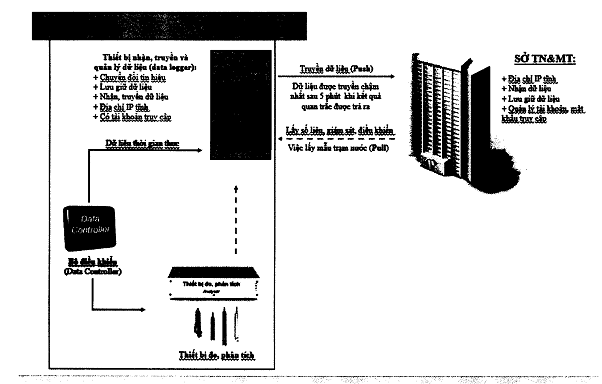 Thiết bị nhận, truyền và
quản lý dữ liệu (data logger):
+ Chuyển đổi tín hiệu
+ Lưu giữ dữ liệu
+ Nhận, truyền dữ liệu
+ Địa chỉ IP tĩnh
+ Có tài khoản truy cập
Dữ liệu thời gian thực
Truyền dữ liệu (Push)
Dữ liệu được truyền chậm
nhất sau 5 phút khi kết quả
quan trắc được trả ra
Lấy số liệu, giám sát, điều khiển
Việc lấy mẫu trạm nước (Pull)
SỞ TN&MT:
+ Địa chỉ IP tĩnh
+ Nhận dữ liệu
+ Lưu giữ dữ liệu
+ Quản lý tài khoản, mật
khẩu truy cập
Data
Controller
Bộ điều khiển
(Data Controller)
Thiết bị đo, phân tích
Thiết bị đo, phân tích